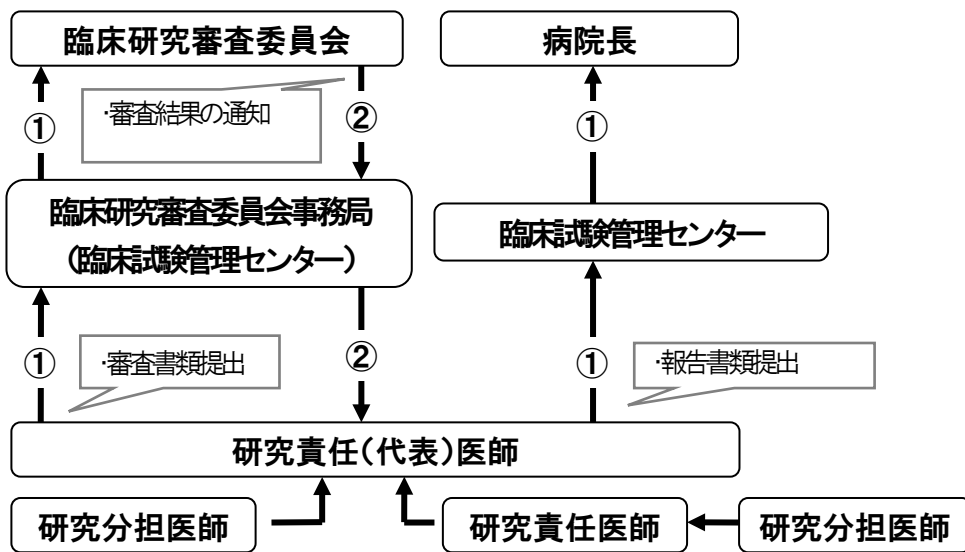 臨床研究審査委員会
病院長
・審査結果の通知
①
②
①
臨床研究審査委員会事務局
（臨床試験管理センター）
臨床試験管理センター
①
・審査書類提出
②
①
・報告書類提出
研究責任（代表）医師
研究分担医師
研究責任医師
研究分担医師